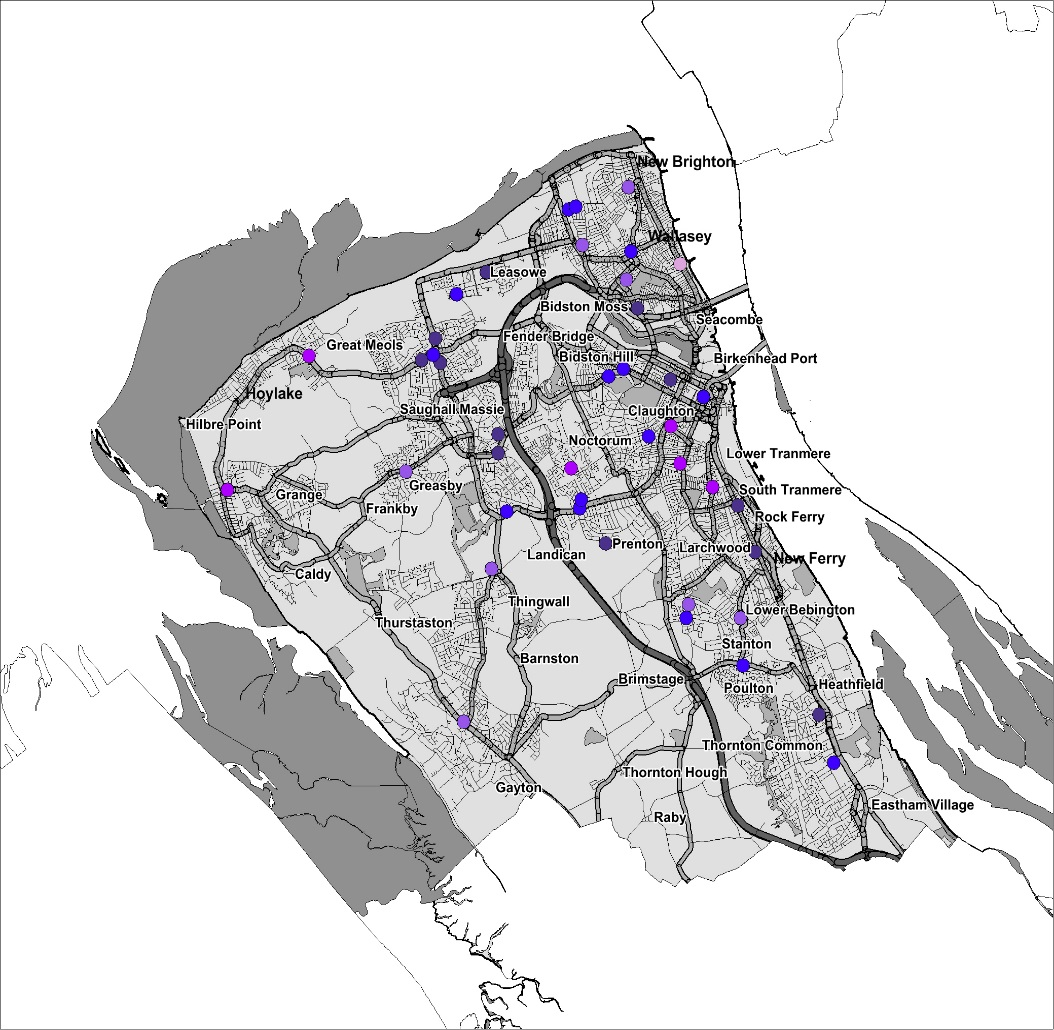 New Brighton
Wallasey
Leasowe
Bidston Moss
Seacombe
Fender Bridge
Great Meols
Bidston Hill
Birkenhead Port
Hoylake
Saughall Massie
Claughton
Hilbre Point
Noctorum
Lower Tranmere
Greasby
South Tranmere
Grange
Frankby
Rock Ferry
Prenton
Larchwood
Landican
New Ferry
Caldy
Thingwall
Lower Bebington
Thurstaston
Stanton
Barnston
Brimstage
Poulton
Heathfield
Thornton Common
Thornton Hough
Gayton
Eastham Village
Raby